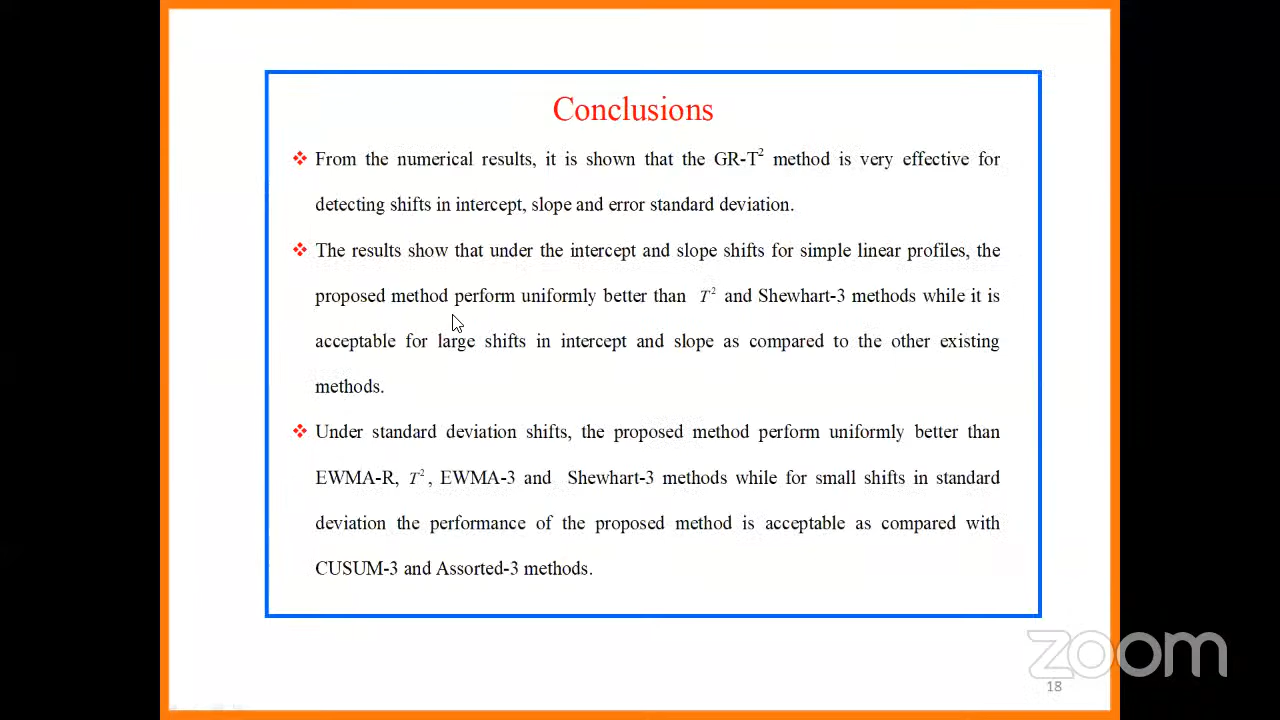 Conclusions
❖ From the numerical results, it is shown that the GR-T² method is very effective for
detecting shifts in intercept, slope and error standard deviation.
❖ The results show that under the intercept and slope shifts for simple linear profiles, the
proposed method perform uniformly better than T² and Shewhart-3 methods while it is
acceptable for large shifts in intercept and slope as compared to the other existing
methods.
❖ Under standard deviation shifts, the proposed method perform uniformly better than
EWMA-R, T², EWMA-3 and Shewhart-3 methods while for small shifts in standard
deviation the performance of the proposed method is acceptable as compared with
CUSUM-3 and Assorted-3 methods.
zoom
18